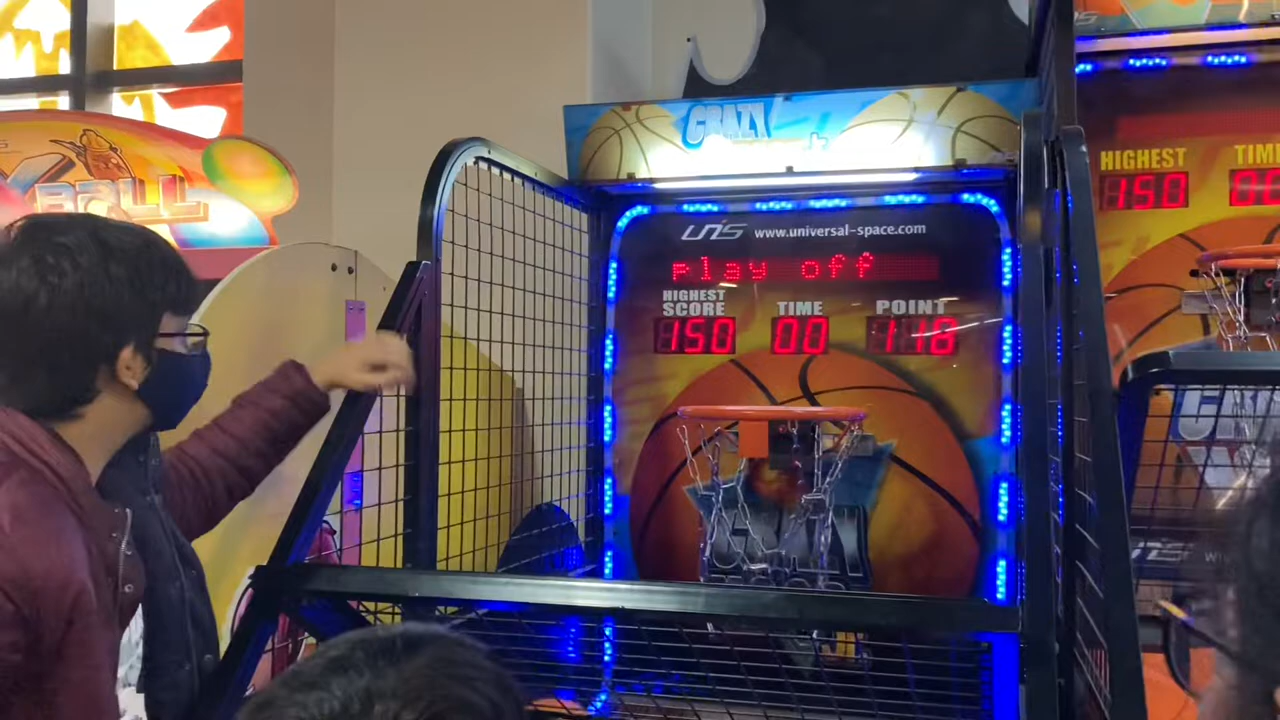 BALL
CRAZY
UNIS www.universal-space.com
play off
HIGHEST
SCORE TIME POINT
150 00 118
HIGHEST TIME
150 00